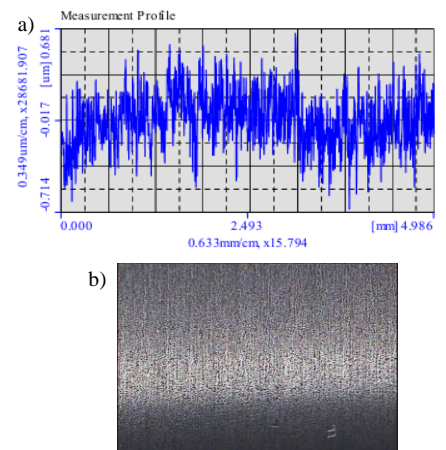 Measurement Profile
a)
0.349um/cm, x28681.907
[um] 0.681
-0.017
-0.714
0.000 2.493 [mm] 4.986
0.633mm/cm, x15.794
b)